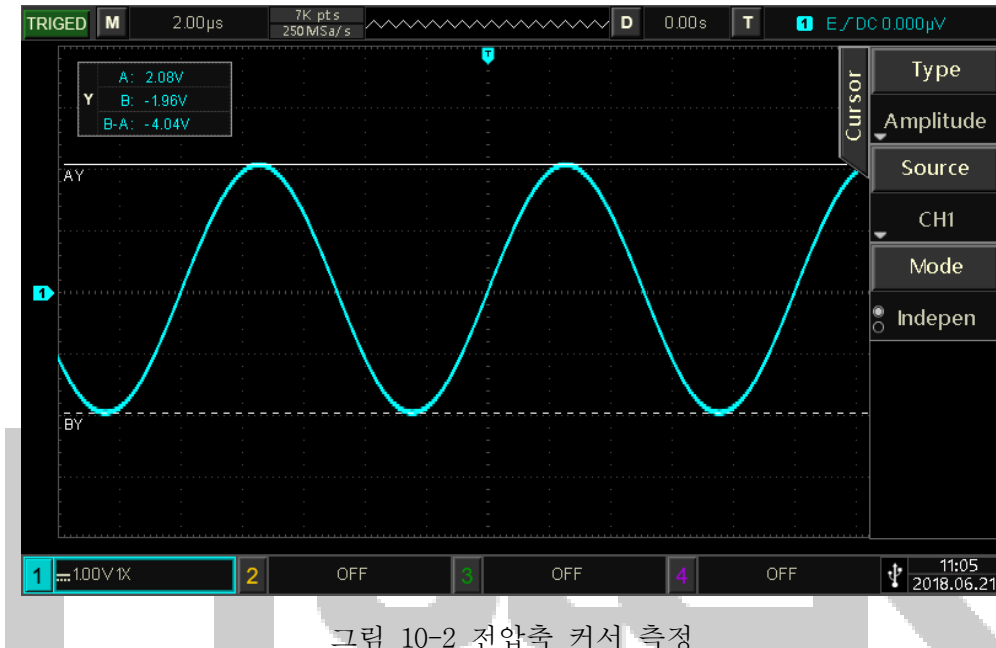 TRIGED M 2.00μs 7K pts D 0.00s T 1 E DC 0.000μV
250MSa/s
T
A: 2.08V
Y B: -1.96V
B-A: -4.04V
AY
1
BY
Cursor
Type
Amplitude
Source
CH1
Mode
Indepen
1 1.00V 1X 2 OFF 3 OFF 4 OFF 11:05
2018.06.21
그림 10-2 전압축 커서 측정